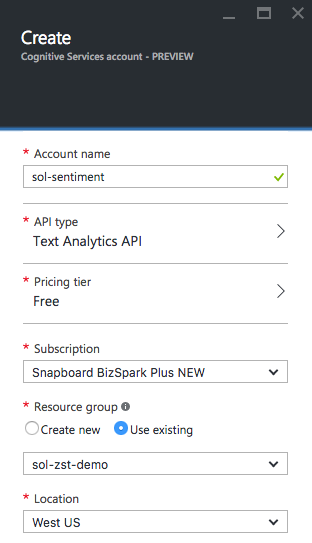 Create
Cognitive Services account - PREVIEW
* Account name
sol-sentiment
* API type
Text Analytics API
* Pricing tier
Free
* Subscription
Snapboard BizSpark Plus NEW
* Resource group
Create new Use existing
sol-zst-demo
* Location
West US